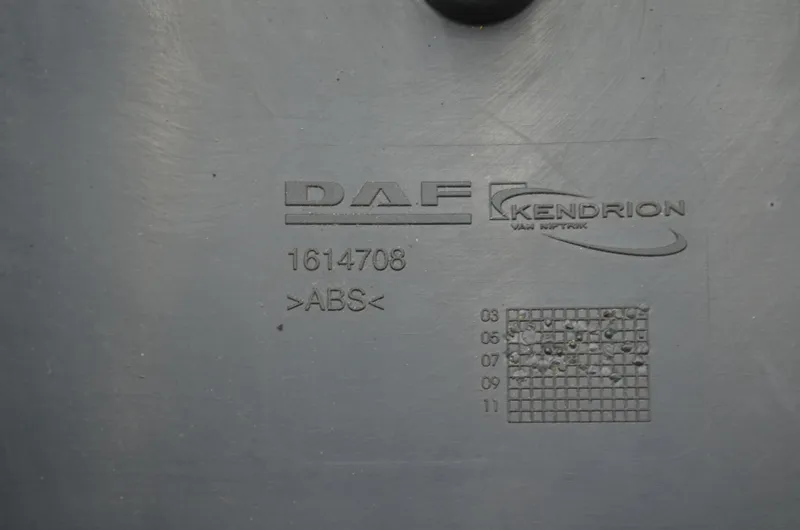 DAF KENDRION
VAN NIFTRIK
1614708
>ABS<
03
05
07
09
11